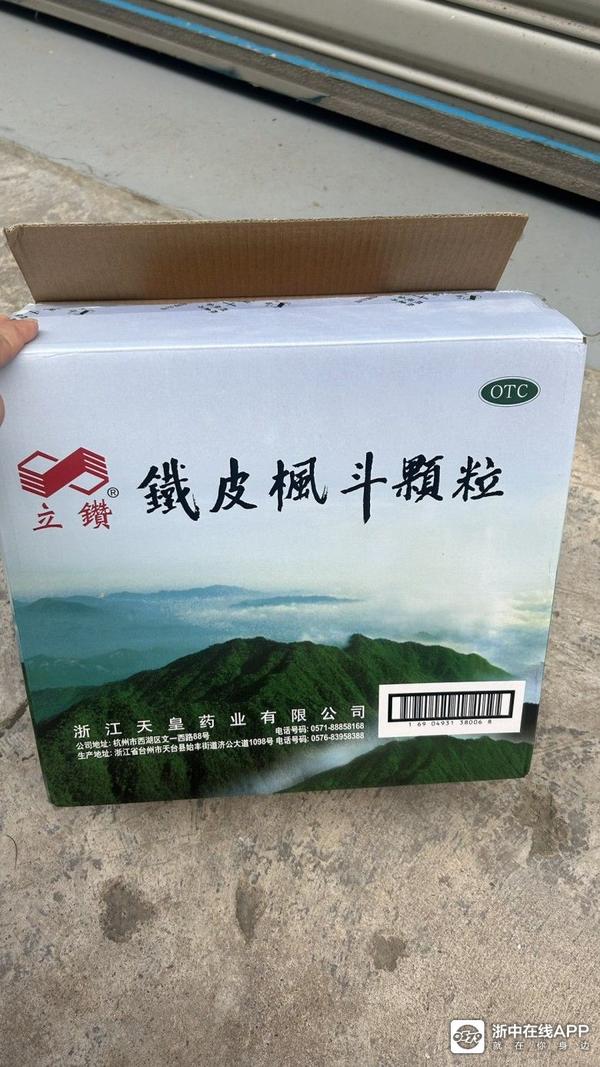 OTC
立鑽®
鐵皮楓斗顆粒
浙江天皇药业有限公司
公司地址: 杭州市西湖区文一西路88号 电话号码: 0571-88858168
生产地址: 浙江省台州市天台县始丰街道济公大道1098号 电话号码: 0576-83958388
1 69 04931 38006 8
浙中在线APP
就在你身边